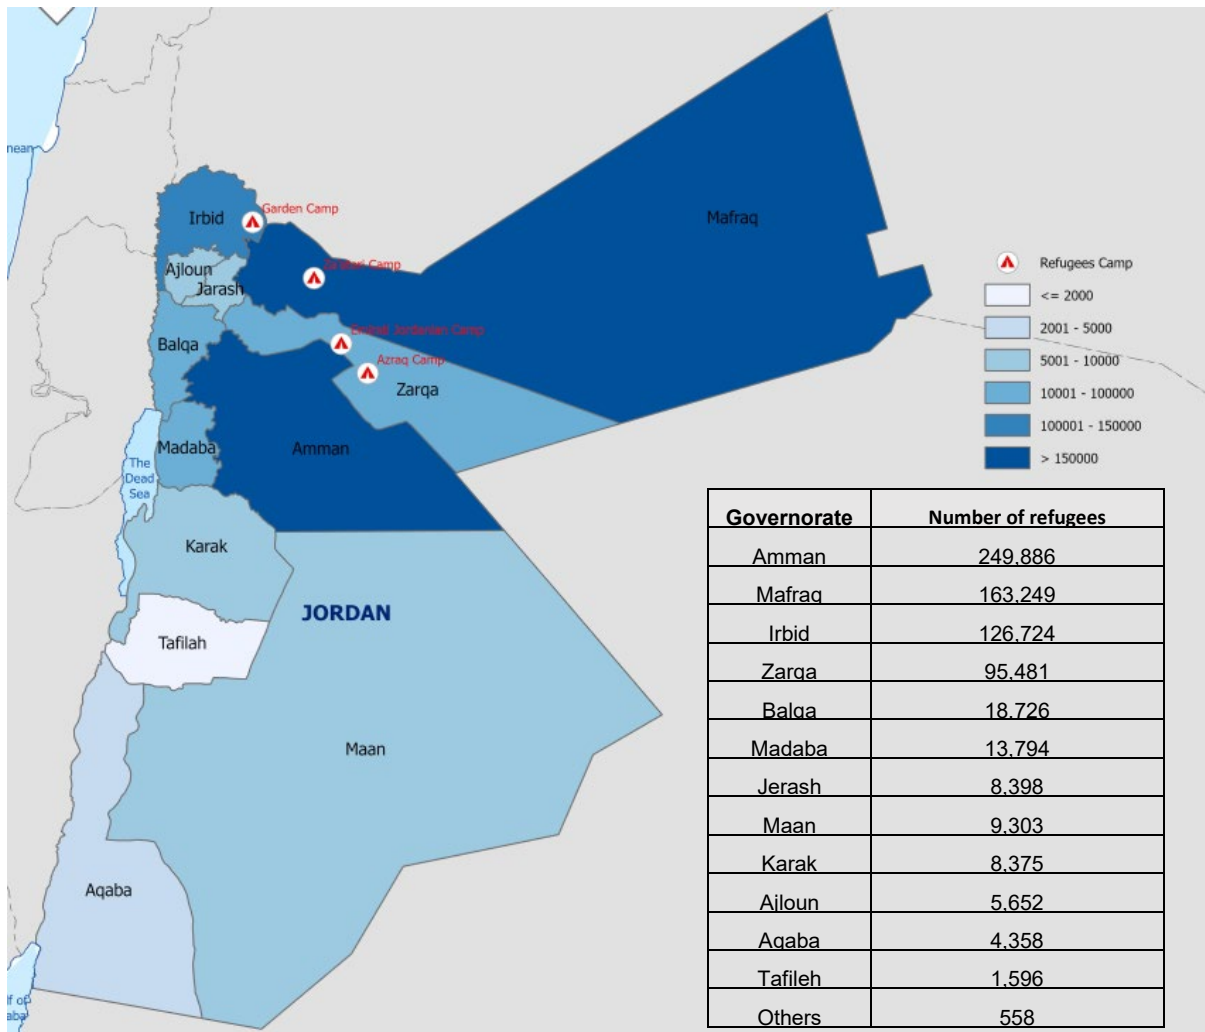 nean
Irbid
Garden Camp
Mafraq
Ajloun
Jarash
Refugees Camp
<= 2000
2001 - 5000
5001 - 10000
10001 - 100000
100001 - 150000
> 150000
Balqa
Camp
Jordanian Camp
Azraq Camp
Zarqa
Madaba
Amman
The
Dead
Sea
Karak
JORDAN
Tafilah
Maan
Aqaba
lf of
aba
Governorate Number of refugees
Amman 249,886
Mafraq 163,249
Irbid 126,724
Zarqa 95,481
Balqa 18,726
Madaba 13,794
Jerash 8,398
Maan 9,303
Karak 8,375
Ajloun 5,652
Aqaba 4,358
Tafileh 1,596
Others 558